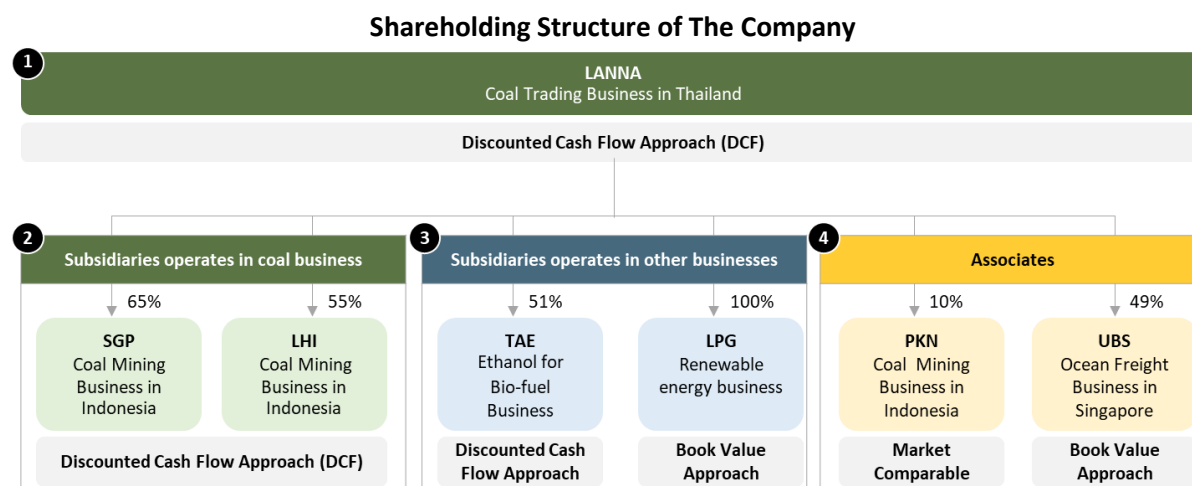 Shareholding Structure of The Company
1
LANNA
Coal Trading Business in Thailand
Discounted Cash Flow Approach (DCF)
2
Subsidiaries operates in coal business
65%
55%
SGP
Coal Mining
Business in
Indonesia
LHI
Coal Mining
Business in
Indonesia
Discounted Cash Flow Approach (DCF)
3
Subsidiaries operates in other businesses
51%
100%
TAE
Ethanol for
Bio-fuel
Business
LPG
Renewable
energy business
Discounted Cash
Flow Approach
Book Value
Approach
4
Associates
10%
49%
PKN
Coal Mining
Business in
Indonesia
UBS
Ocean Freight
Business in
Singapore
Market
Comparable
Book Value
Approach